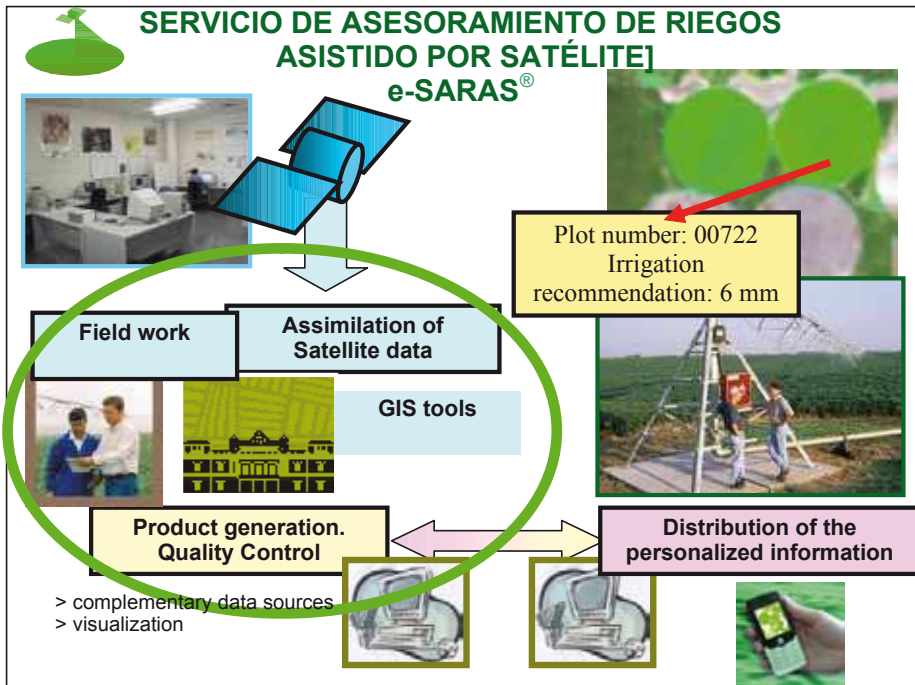 SERVICIO DE ASESORAMIENTO DE RIEGOS
ASISTIDO POR SATÉLITE]
e-SARAS®
Plot number: 00722
Irrigation
recommendation: 6 mm
Field work
Assimilation of
Satellite data
GIS tools
Product generation.
Quality Control
Distribution of the
personalized information
> complementary data sources
> visualization